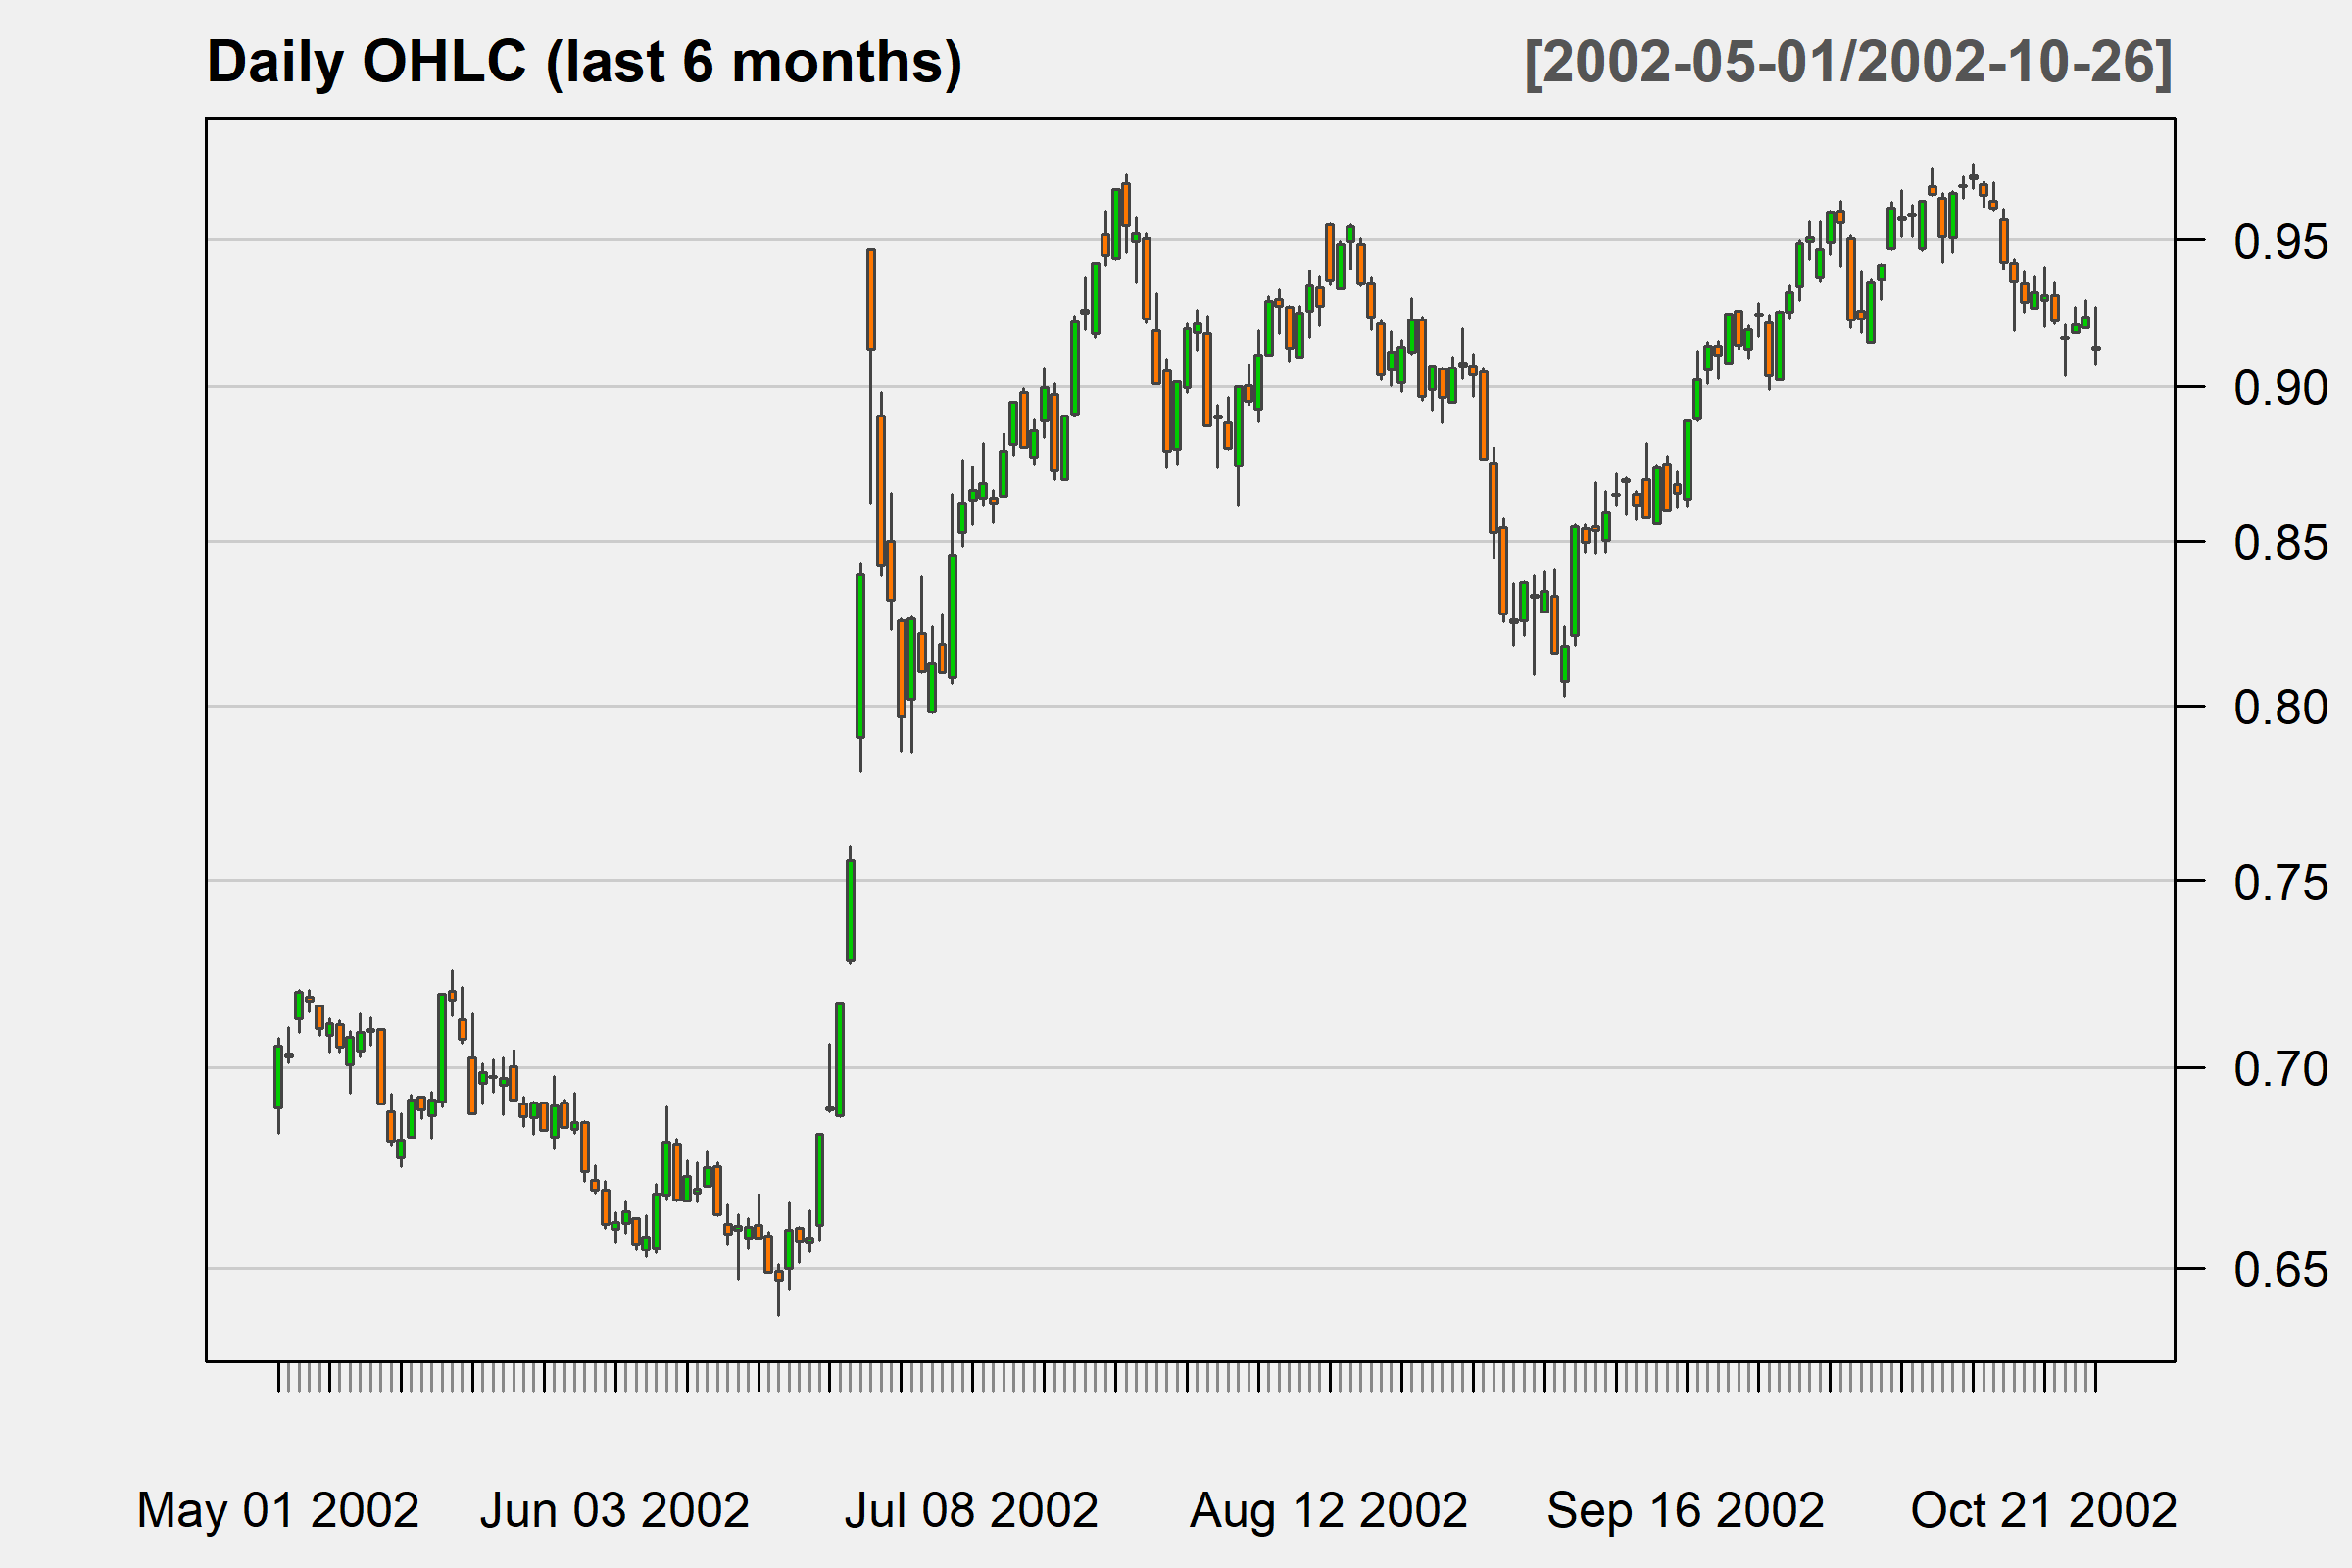 Daily OHLC (last 6 months)
[2002-05-01/2002-10-26]
0.95
0.90
0.85
0.80
0.75
0.70
0.65
May 01 2002
Jun 03 2002
Jul 08 2002
Aug 12 2002
Sep 16 2002
Oct 21 2002